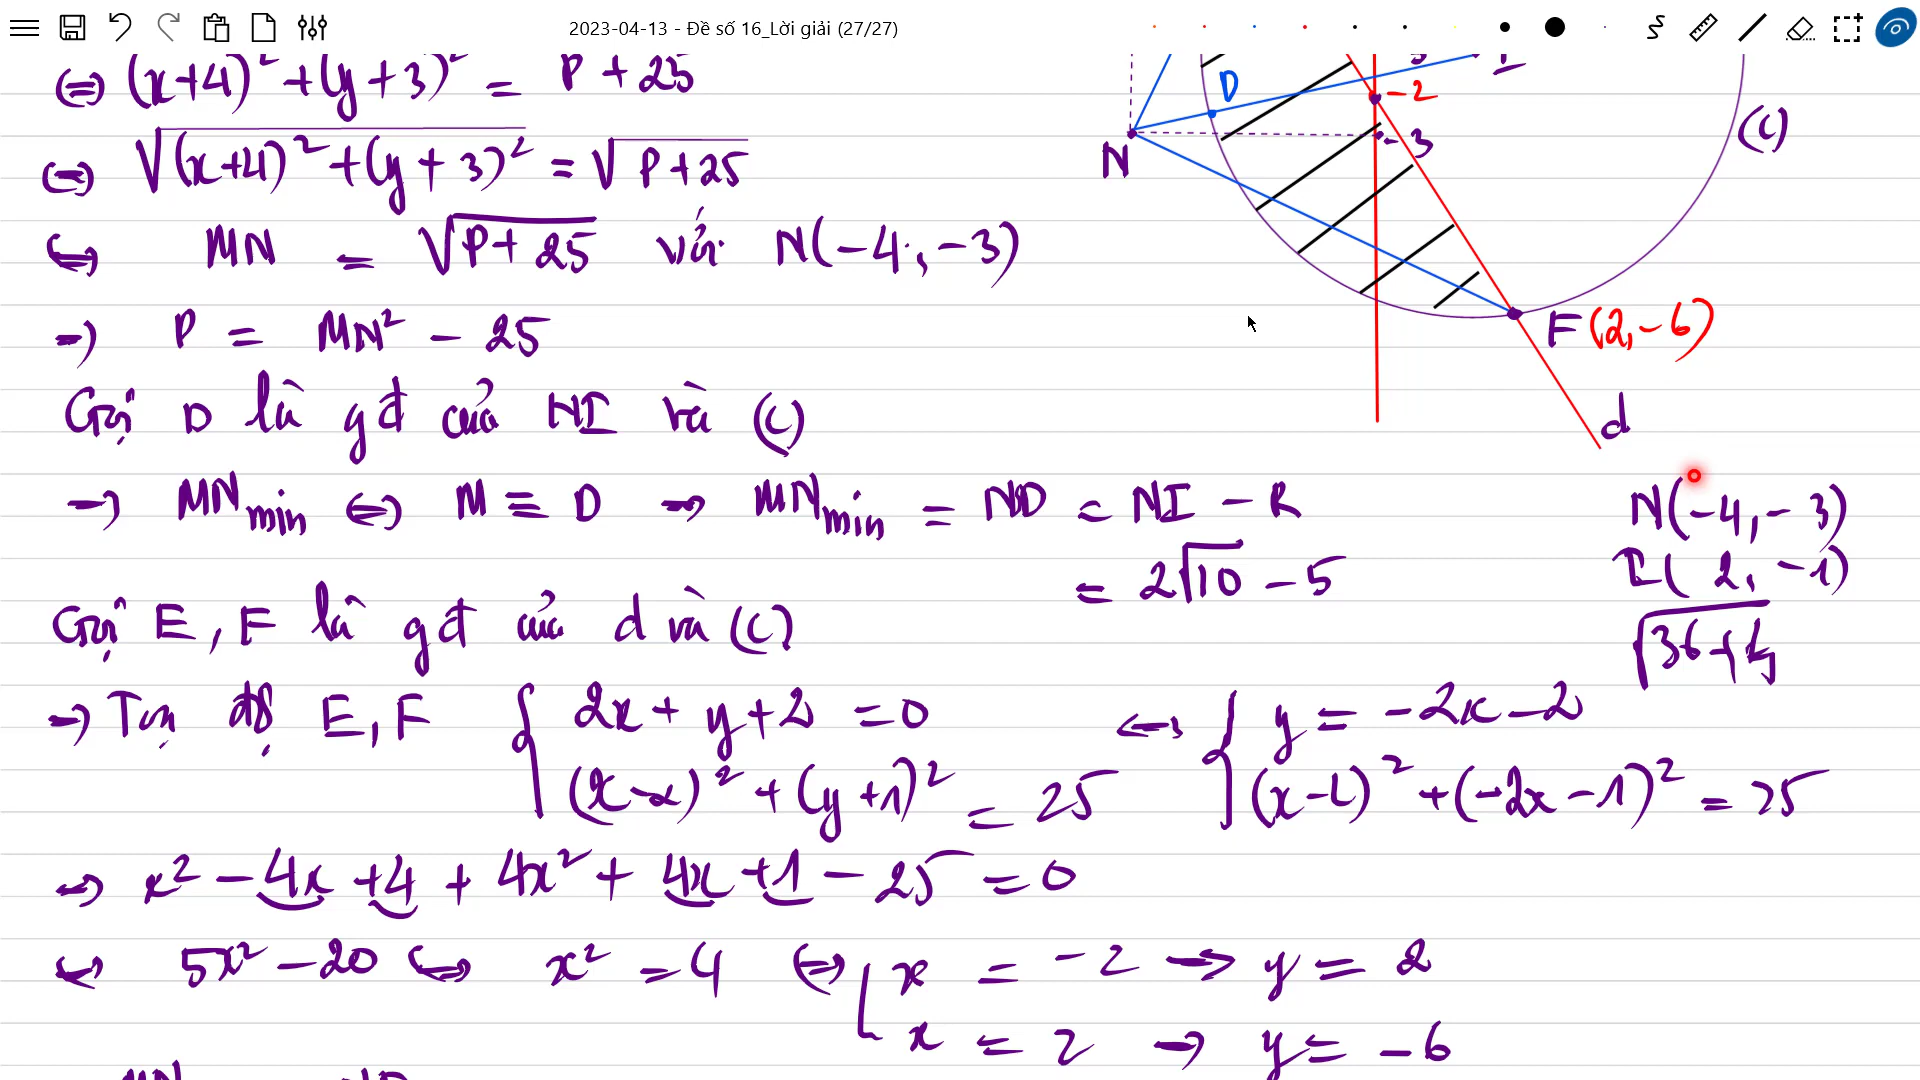 2023-04-13 - Đề số 16_Lời giải (27/27)
⇔ (x+4)² + (y+3)² = P + 25
⇔ √((x+4)² + (y+3)²) = √(P+25)
↔ MN = √(P+25) với N(-4; -3)
→ P = MN² - 25
Gọi D là gđ của NI và (C)
→ MN min ⇔ M ≡ D → MN min = ND = NI - R
= 2√10 - 5
Gọi E, F là gđ của d và (C)
→ Tọa độ E, F { 2x + y + 2 = 0 ↔ { y = -2x - 2
(x-2)² + (y+1)² = 25 (x-2)² + (-2x-1)² = 25
→ x² - 4x + 4 + 4x² + 4x + 1 - 25 = 0
↔ 5x² - 20 ↔ x² = 4 ⇔ [ x = -2 → y = 2
x = 2 → y = -6
D
-2
-3
N
(C)
F(2, -6)
d
N(-4, -3)
I(2, -1)
√(36+4)